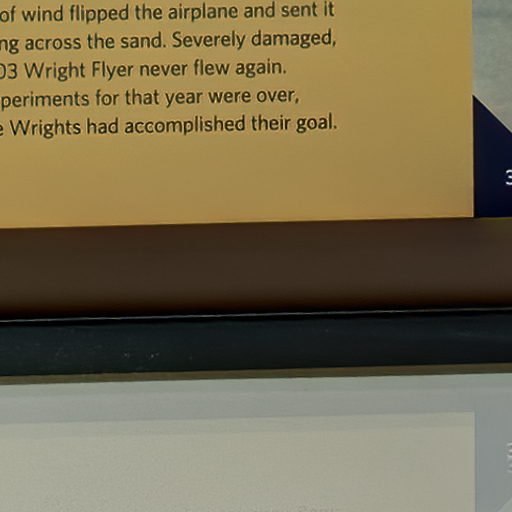 of wind flipped the airplane and sent it
ng across the sand. Severely damaged,
03 Wright Flyer never flew again.
periments for that year were over,
e Wrights had accomplished their goal.
3